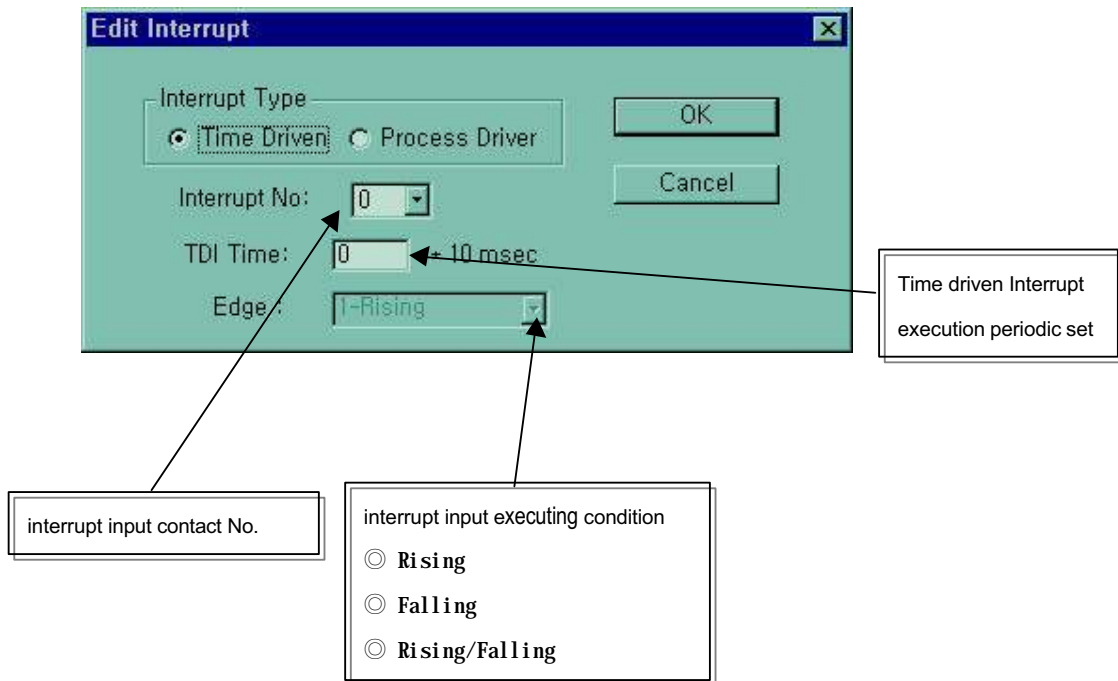 Edit Interrupt
Interrupt Type
Time Driven Process Driver
OK
Cancel
Interrupt No: 0
TDI Time: 0 * 10 msec
Edge : 1-Rising
Time driven Interrupt
execution periodic set
interrupt input contact No.
interrupt input executing condition
◎ Rising
◎ Falling
◎ Rising/Falling